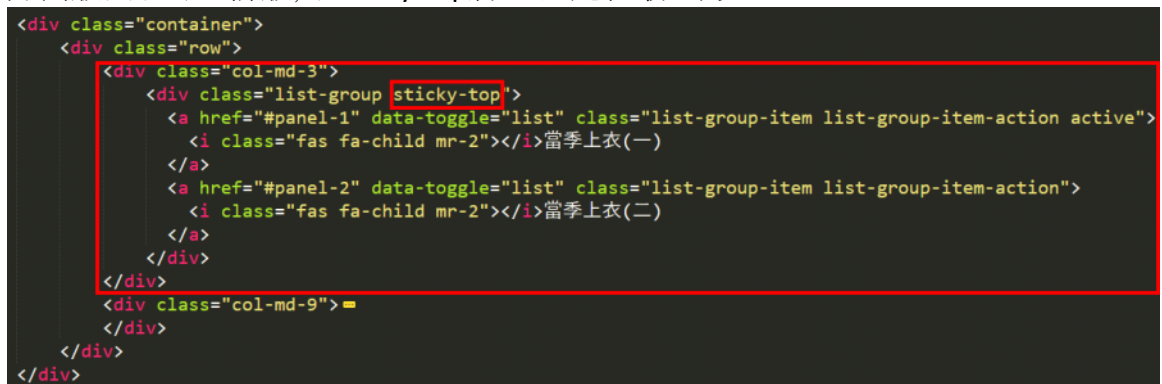 <div class="container">
<div class="row">
<div class="col-md-3">
<div class="list-group sticky-top">
<a href="#panel-1" data-toggle="list" class="list-group-item list-group-item-action active">
<i class="fas fa-child mr-2"></i>當季上衣(一)
</a>
<a href="#panel-2" data-toggle="list" class="list-group-item list-group-item-action">
<i class="fas fa-child mr-2"></i>當季上衣(二)
</a>
</div>
</div>
<div class="col-md-9">
</div>
</div>
</div>